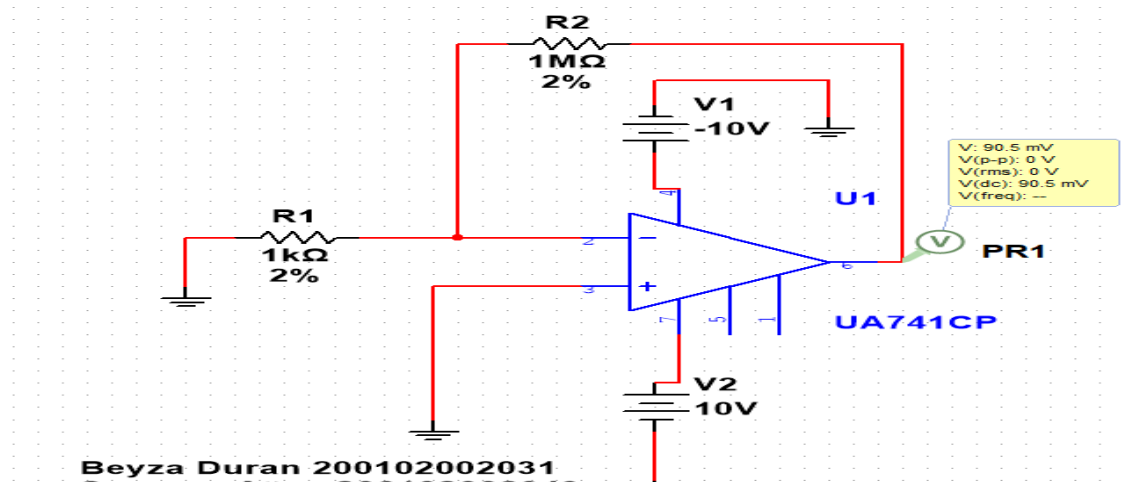 R2
1MΩ
2%
V1
-10V
V: 90.5 mV
V(p-p): 0 V
V(rms): 0 V
V(dc): 90.5 mV
V(freq): --
4
U1
R1
1kΩ
2%
2
PR1
6
3
7
5
1
UA741CP
V2
10V
Beyza Duran 200102002031